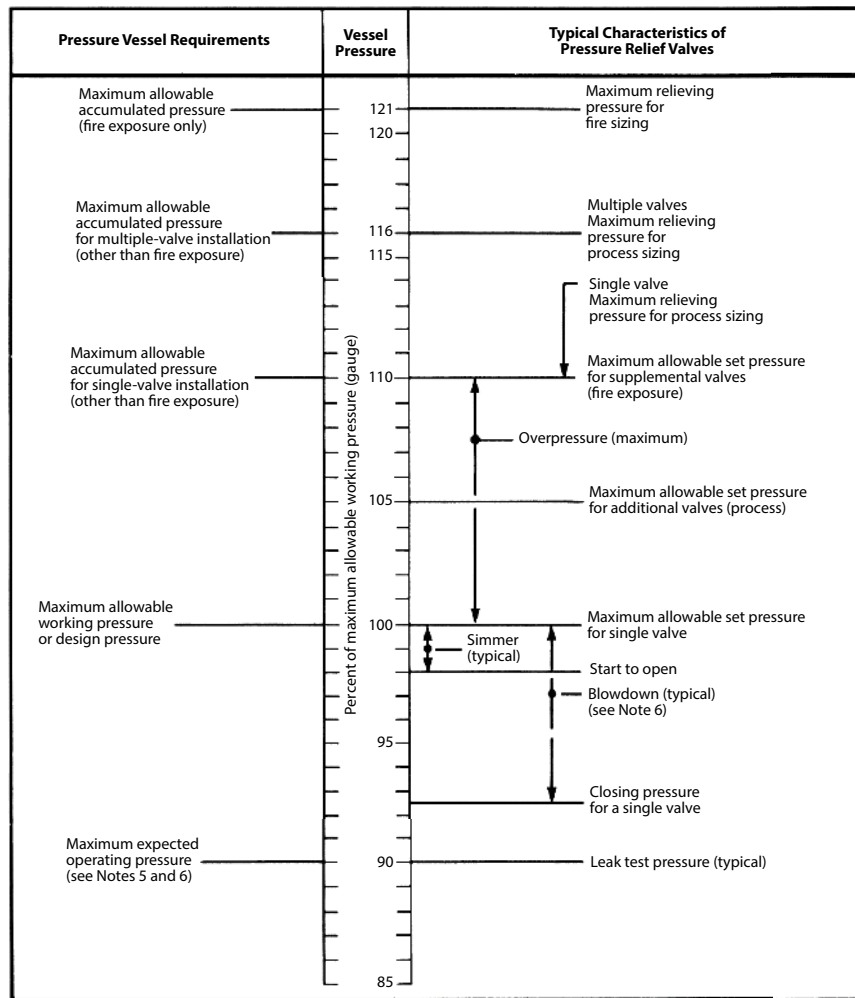 Pressure Vessel Requirements
Vessel
Pressure
Typical Characteristics of
Pressure Relief Valves
Maximum allowable
accumulated pressure
(fire exposure only)
Maximum allowable
accumulated pressure
for multiple-valve installation
(other than fire exposure)
Maximum allowable
accumulated pressure
for single-valve installation
(other than fire exposure)
Maximum allowable
working pressure
or design pressure
Maximum expected
operating pressure
(see Notes 5 and 6)
Percent of maximum allowable working pressure (gauge)
121
120
116
115
110
105
100
95
90
85
Maximum relieving
pressure for
fire sizing
Multiple valves
Maximum relieving
pressure for
process sizing
Single valve
Maximum relieving
pressure for process sizing
Maximum allowable set pressure
for supplemental valves
(fire exposure)
Overpressure (maximum)
Maximum allowable set pressure
for additional valves (process)
Maximum allowable set pressure
for single valve
Simmer
(typical)
Start to open
Blowdown (typical)
(see Note 6)
Closing pressure
for a single valve
Leak test pressure (typical)